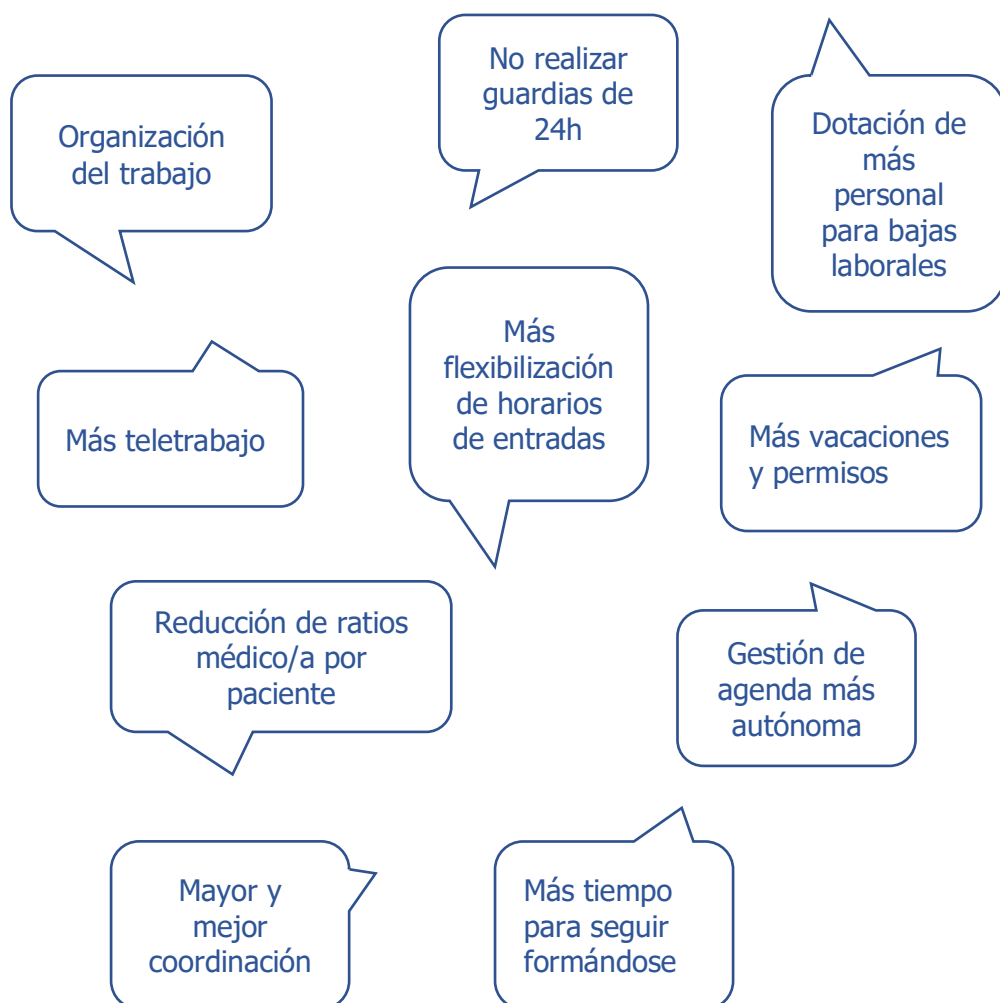 No realizar
guardias de
24h
Organización
del trabajo
Dotación de
más
personal
para bajas
laborales
Más
flexibilización
de horarios
de entradas
Más teletrabajo
Más vacaciones
y permisos
Reducción de ratios
médico/a por
paciente
Gestión de
agenda más
autónoma
Mayor y
mejor
coordinación
Más tiempo
para seguir
formándose